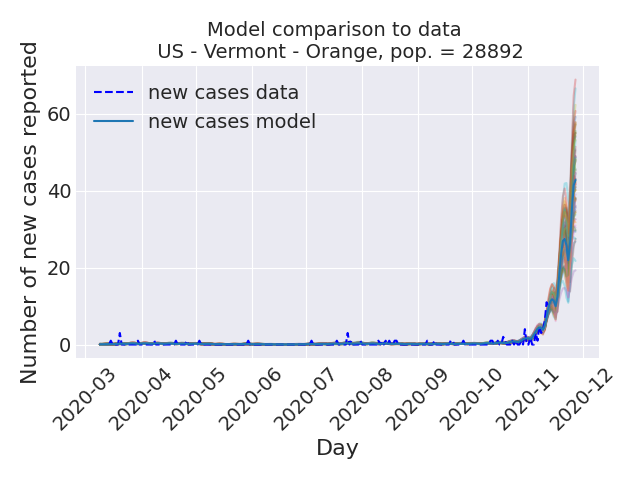 Model comparison to data
US - Vermont - Orange, pop. = 28892
new cases data
new cases model
Number of new cases reported
60
40
20
0
2020-03
2020-04
2020-05
2020-06
2020-07
2020-08
2020-09
2020-10
2020-11
2020-12
Day